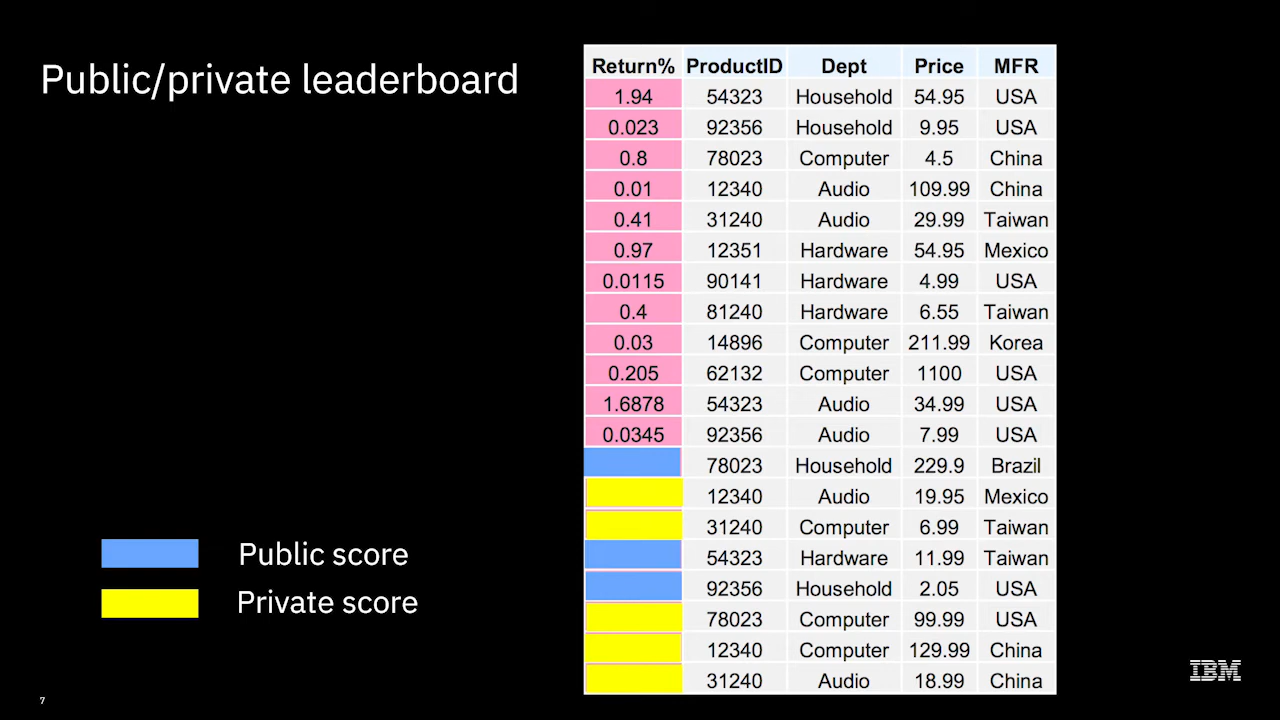 Public/private leaderboard
Return% ProductID Dept Price MFR
1.94 54323 Household 54.95 USA
0.023 92356 Household 9.95 USA
0.8 78023 Computer 4.5 China
0.01 12340 Audio 109.99 China
0.41 31240 Audio 29.99 Taiwan
0.97 12351 Hardware 54.95 Mexico
0.0115 90141 Hardware 4.99 USA
0.4 81240 Hardware 6.55 Taiwan
0.03 14896 Computer 211.99 Korea
0.205 62132 Computer 1100 USA
1.6878 54323 Audio 34.99 USA
0.0345 92356 Audio 7.99 USA
78023 Household 229.9 Brazil
12340 Audio 19.95 Mexico
31240 Computer 6.99 Taiwan
54323 Hardware 11.99 Taiwan
92356 Household 2.05 USA
78023 Computer 99.99 USA
12340 Computer 129.99 China
31240 Audio 18.99 China
Public score
Private score
7
IBM